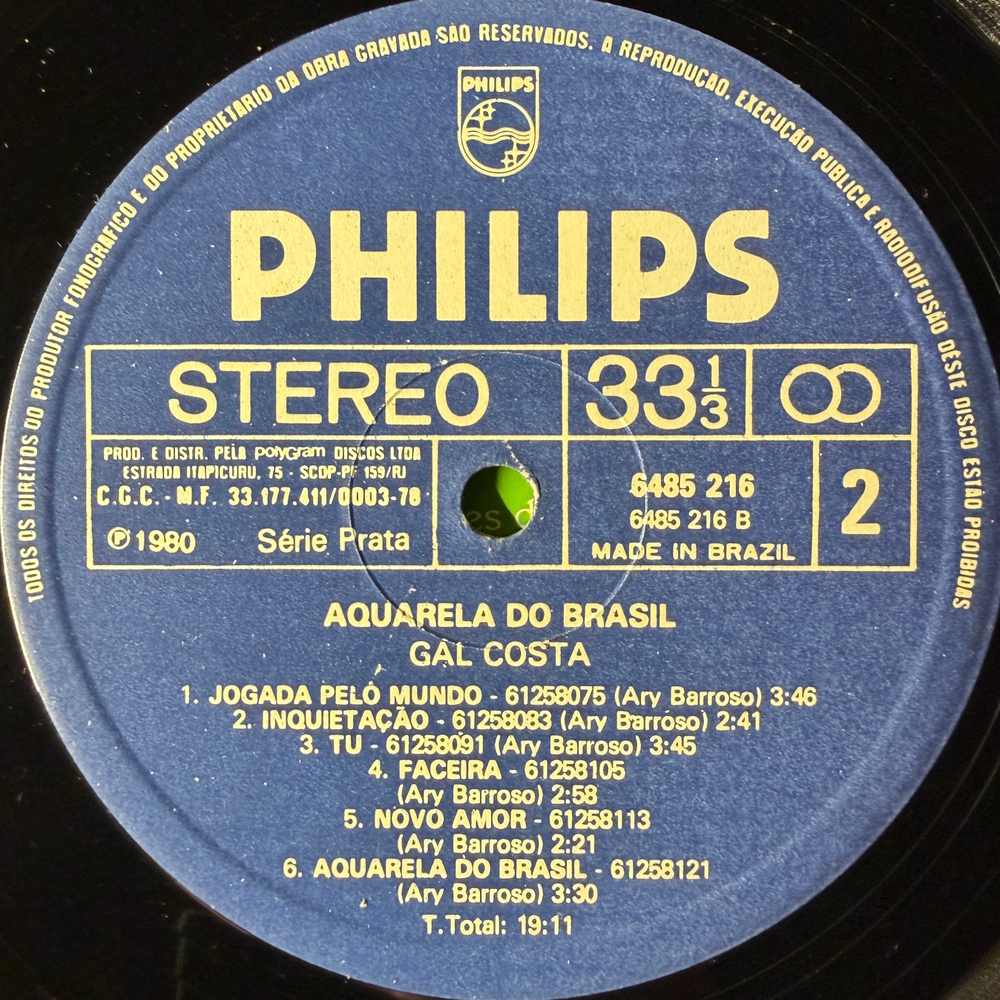 TODOS OS DIREITOS DO PRODUTOR FONOGRAFICO E DO PROPRIETARIO DA OBRA GRAVADA SÃO RESERVADOS. A REPRODUÇÃO, EXECUÇÃO PUBLICA E RADIODIFUSÃO DESTE DISCO ESTÃO PROIBIDAS
PHILIPS
PHILIPS
STEREO
33 1/3
PROD. E DISTR. PELA polyGram DISCOS LTDA
ESTRADA ITAPICURU, 75 - SCDP-PF 159/RJ
C.G.C. - M.F. 33.177.411/0003-78
℗ 1980 Série Prata
6485 216
6485 216 B
MADE IN BRAZIL
2
AQUARELA DO BRASIL
GAL COSTA
1. JOGADA PELO MUNDO - 61258075 (Ary Barroso) 3:46
2. INQUIETAÇÃO - 61258083 (Ary Barroso) 2:41
3. TU - 61258091 (Ary Barroso) 3:45
4. FACEIRA - 61258105
(Ary Barroso) 2:58
5. NOVO AMOR - 61258113
(Ary Barroso) 2:21
6. AQUARELA DO BRASIL - 61258121
(Ary Barroso) 3:30
T.Total: 19:11